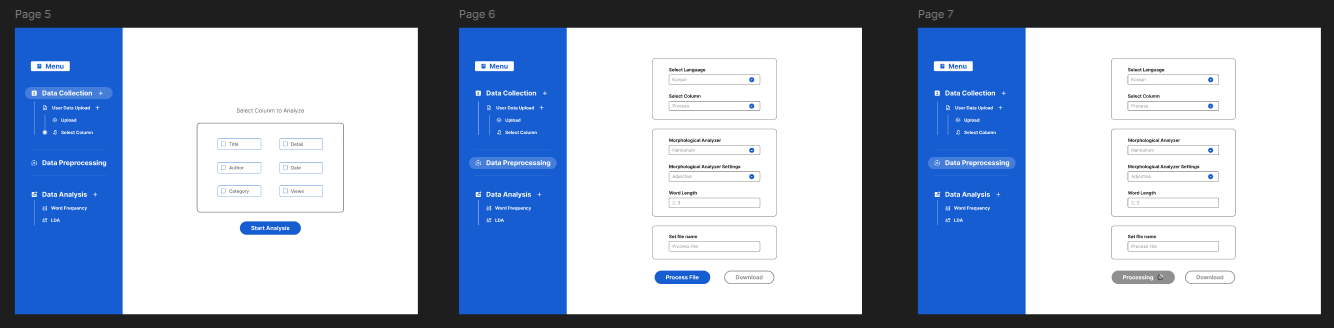 Page 5
Menu
Data Collection +
User Data Upload +
Upload
Select Column
Data Preprocessing
Data Analysis +
Word Frequency
LDA
Select Column to Analyze
Title
Detail
Author
Date
Category
Views
Start Analysis
Page 6
Menu
Data Collection +
User Data Upload +
Upload
Select Column
Data Preprocessing
Data Analysis +
Word Frequency
LDA
Select Language
Korean
Select Column
Process
Morphological Analyzer
Hannanum
Morphological Analyzer Settings
Adjective
Word Length
2, 3
Set file name
Process File
Process File
Download
Page 7
Menu
Data Collection +
User Data Upload +
Upload
Select Column
Data Preprocessing
Data Analysis +
Word Frequency
LDA
Select Language
Korean
Select Column
Process
Morphological Analyzer
Hannanum
Morphological Analyzer Settings
Adjective
Word Length
2, 3
Set file name
Process File
Processing
Download